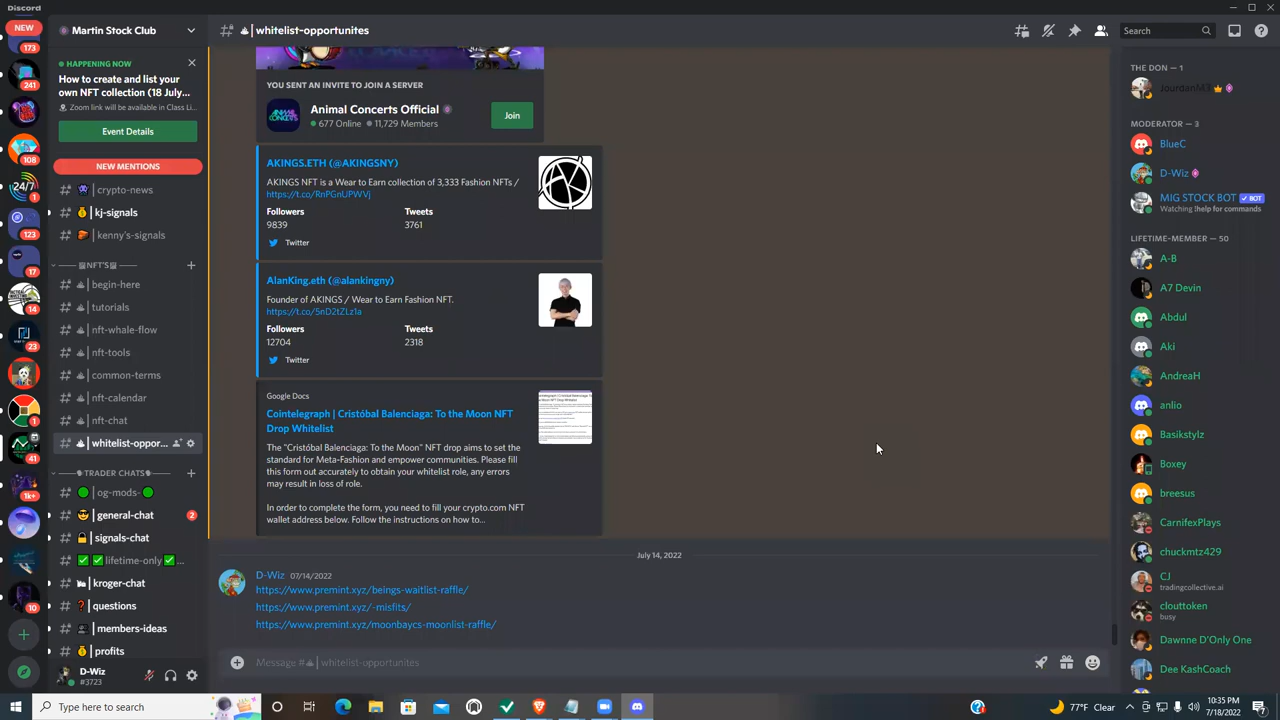 Discord
NEW
173
241
108
24/7
1
123
17
14
23
1
41
1k+
10
Martin Stock Club
HAPPENING NOW
How to create and list your
own NFT collection (18 July...
Zoom link will be available in Class Li...
Event Details
NEW MENTIONS
crypto-news
kj-signals
kenny's-signals
NFT'S
begin-here
tutorials
nft-whale-flow
nft-tools
common-terms
nft-calendar
nft-chat
whitelist-oppor...
TRADER CHATS
og-mods-
general-chat
2
signals-chat
lifetime-only
...
kroger-chat
questions
members-ideas
profits
D-Wiz
#3723
whitelist-opportunites
Search
YOU SENT AN INVITE TO JOIN A SERVER
ANIMAL CONCERTS
Animal Concerts Official
677 Online
11,729 Members
Join
AKINGS.ETH (@AKINGSNY)
AKINGS NFT is a Wear to Earn collection of 3,333 Fashion NFTs /
https://t.co/RnPGnUPWVj
Followers
Tweets
9839
3761
Twitter
AlanKing.eth (@alankingny)
Founder of AKINGS / Wear to Earn Fashion NFT.
https://t.co/5nD2tZLz1a
Followers
Tweets
12704
2318
Twitter
Google Docs
Cointelegraph | Cristóbal Balenciaga: To the Moon NFT
Drop Whitelist
The "Cristóbal Balenciaga: To the Moon" NFT drop aims to set the
standard for Meta-Fashion and empower communities. Please fill
this form out accurately to obtain your whitelist role, any errors
may result in loss of role.
In order to complete the form, you need to fill your crypto.com NFT
wallet address below. Follow the instructions on how to...
July 14, 2022
D-Wiz 07/14/2022
https://www.premint.xyz/beings-waitlist-raffle/
https://www.premint.xyz/-misfits/
https://www.premint.xyz/moonbaycs-moonlist-raffle/
Message #
whitelist-opportunites
THE DON — 1
JourdanMT
MODERATOR — 3
BlueC
D-Wiz
MIG STOCK BOT
BOT
Watching |help for commands
LIFETIME-MEMBER — 50
A-B
A7 Devin
Abdul
Aki
AndreaH
anlio
Basikstylz
Boxey
breesus
CarnifexPlays
chuckmtz429
CJ
tradingcollective.ai
clouttoken
busy
Dawnne D'Only One
Dee KashCoach
Type here to search
77°F Clear
10:35 PM
7/18/2022